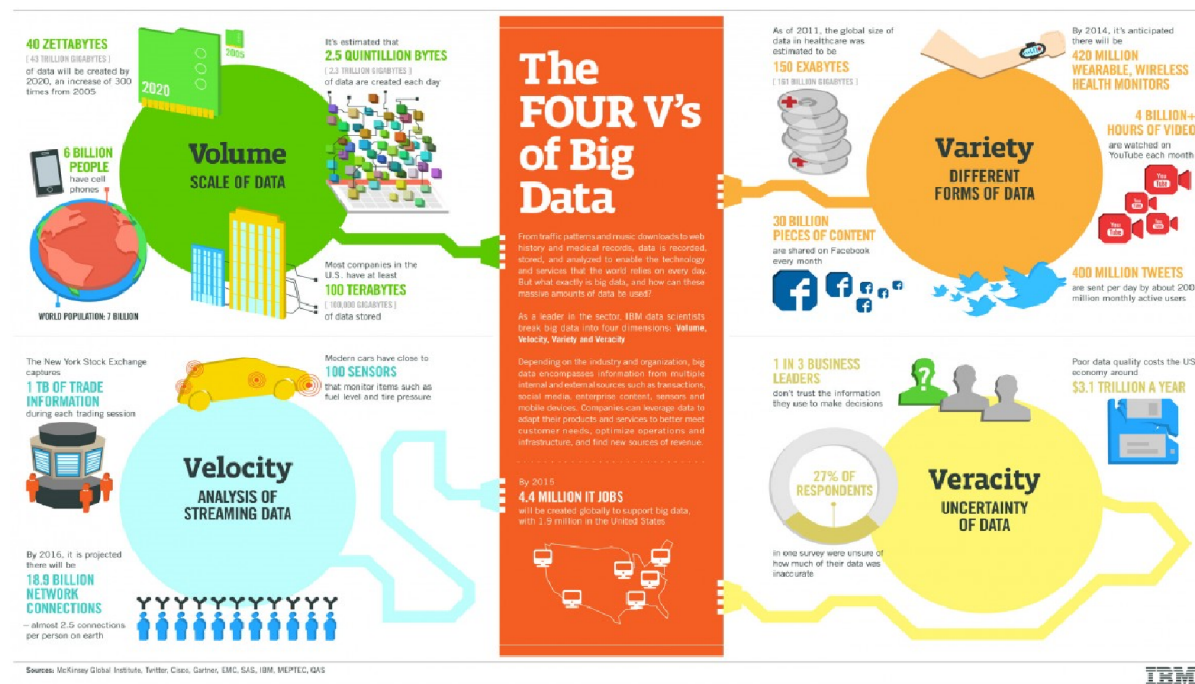 40 ZETTABYTES
[ 43 TRILLION GIGABYTES ]
of data will be created by
2020, an increase of 300
times from 2005
2005
2020
It's estimated that
2.5 QUINTILLION BYTES
[ 2.3 TRILLION GIGABYTES ]
of data are created each day
6 BILLION
PEOPLE
have cell
phones
WORLD POPULATION: 7 BILLION
Volume
SCALE OF DATA
Most companies in the
U.S. have at least
100 TERABYTES
[ 100,000 GIGABYTES ]
of data stored
The New York Stock Exchange
captures
1 TB OF TRADE
INFORMATION
during each trading session
Modern cars have close to
100 SENSORS
that monitor items such as
fuel level and tire pressure
Velocity
ANALYSIS OF
STREAMING DATA
By 2016, it is projected
there will be
18.9 BILLION
NETWORK
CONNECTIONS
– almost 2.5 connections
per person on earth
The
FOUR V's
of Big
Data
From traffic patterns and music downloads to web
history and medical records, data is recorded,
stored, and analyzed to enable the technology
and services that the world relies on every day.
But what exactly is big data, and how can these
massive amounts of data be used?
As a leader in the sector, IBM data scientists
break big data into four dimensions: Volume,
Velocity, Variety and Veracity
Depending on the industry and organization, big
data encompasses information from multiple
internal and external sources such as transactions,
social media, enterprise content, sensors and
mobile devices. Companies can leverage data to
adapt their products and services to better meet
customer needs, optimize operations and
infrastructure, and find new sources of revenue.
By 2015
4.4 MILLION IT JOBS
will be created globally to support big data,
with 1.9 million in the United States
As of 2011, the global size of
data in healthcare was
estimated to be
150 EXABYTES
[ 161 BILLION GIGABYTES ]
By 2014, it's anticipated
there will be
420 MILLION
WEARABLE, WIRELESS
HEALTH MONITORS
4 BILLION+
HOURS OF VIDEO
are watched on
YouTube each month
You
Tube
You
Tube
You
Tube
You
Tube
Variety
DIFFERENT
FORMS OF DATA
30 BILLION
PIECES OF CONTENT
are shared on Facebook
every month
f
f
f
f
f
f
400 MILLION TWEETS
are sent per day by about 200
million monthly active users
1 IN 3 BUSINESS
LEADERS
don't trust the information
they use to make decisions
?
Poor data quality costs the US
economy around
$3.1 TRILLION A YEAR
27% OF
RESPONDENTS
in one survey were unsure of
how much of their data was
inaccurate
Veracity
UNCERTAINTY
OF DATA
Sources: McKinsey Global Institute, Twitter, Cisco, Gartner, EMC, SAS, IBM, MEPTEC, QAS
IBM